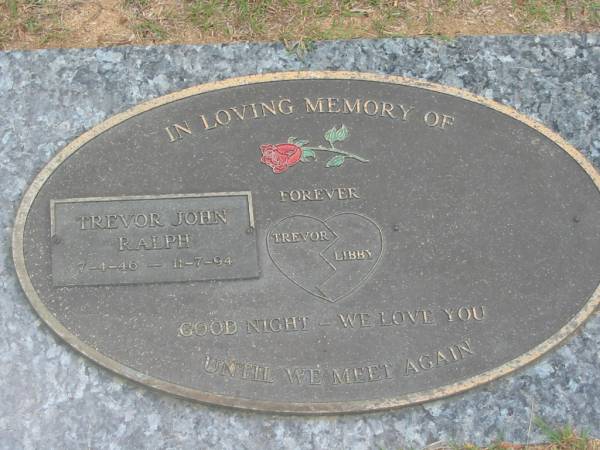 IN LOVING MEMORY OF
FOREVER
TREVOR JOHN
RALPH
7-4-46 — 11-7-94
TREVOR
LIBBY
GOOD NIGHT – WE LOVE YOU
UNTIL WE MEET AGAIN